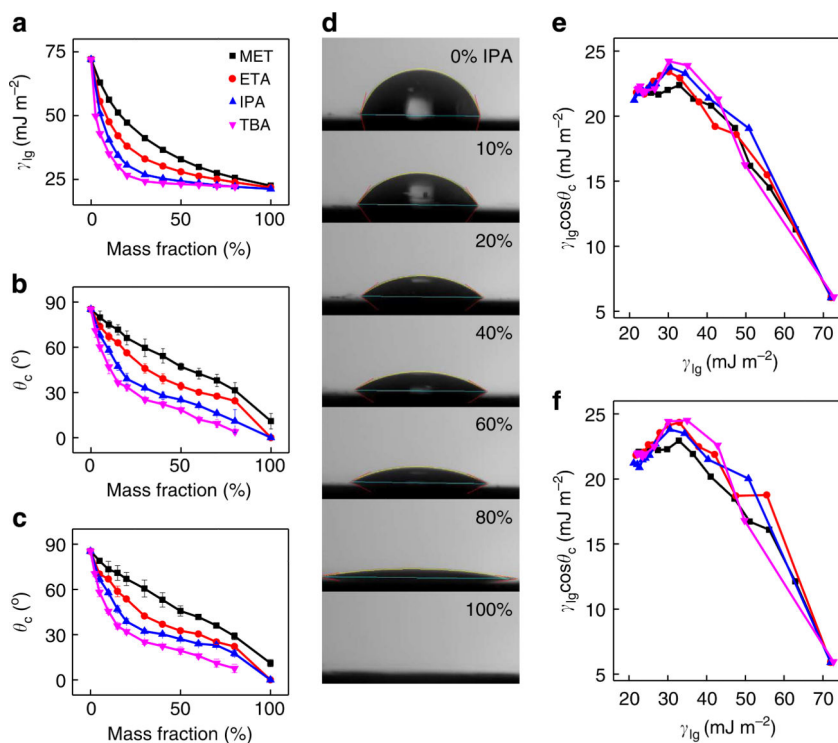 a
75
50
25
γlg (mJ m−2)
MET
ETA
IPA
TBA
0 50 100
Mass fraction (%)
b
90
60
30
0
θc (o)
0 50 100
Mass fraction (%)
c
90
60
30
0
θc (o)
0 50 100
Mass fraction (%)
d
0% IPA
10%
20%
40%
60%
80%
100%
e
25
20
15
10
5
γlgcosθc (mJ m−2)
20 30 40 50 60 70
γlg (mJ m−2)
f
25
20
15
10
5
γlgcosθc (mJ m−2)
20 30 40 50 60 70
γlg (mJ m−2)